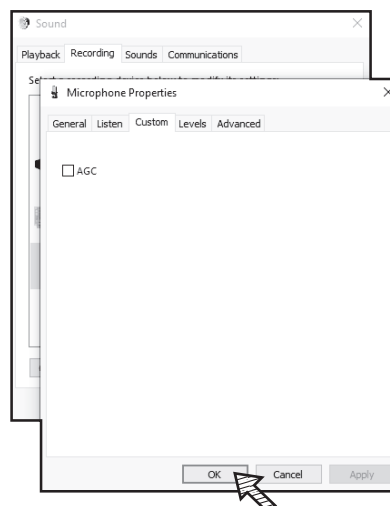 Sound
Playback Recording Sounds Communications
Microphone Properties
General Listen Custom Levels Advanced
AGC
OK Cancel Apply